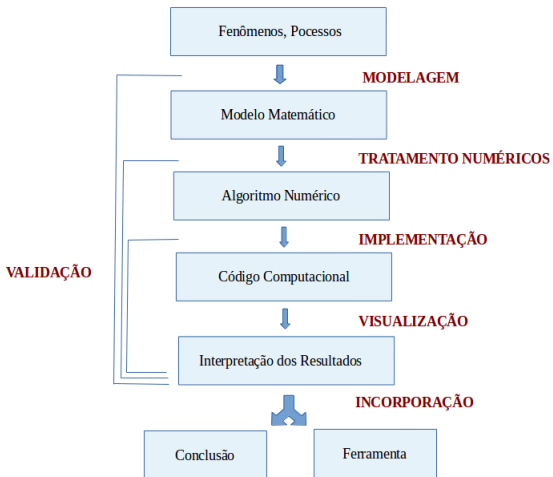 Fenômenos, Pocessos
MODELAGEM
Modelo Matemático
TRATAMENTO NUMÉRICOS
Algoritmo Numérico
IMPLEMENTAÇÃO
VALIDAÇÃO
Código Computacional
VISUALIZAÇÃO
Interpretação dos Resultados
INCORPORAÇÃO
Conclusão
Ferramenta